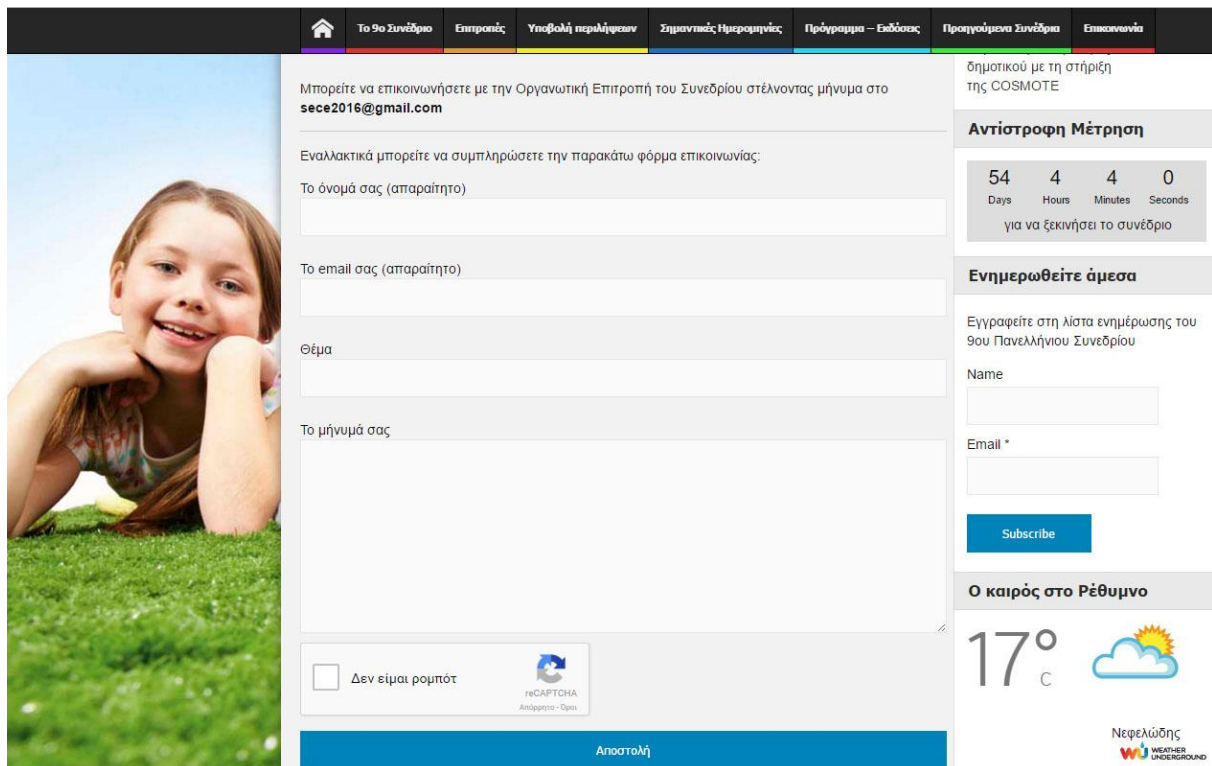 Το 9ο Συνέδριο
Επιτροπές
Υποβολή περιλήψεων
Σημαντικές Ημερομηνίες
Πρόγραμμα – Εκδόσεις
Προηγούμενα Συνέδρια
Επικοινωνία
Μπορείτε να επικοινωνήσετε με την Οργανωτική Επιτροπή του Συνεδρίου στέλνοντας μήνυμα στο
sece2016@gmail.com
Εναλλακτικά μπορείτε να συμπληρώσετε την παρακάτω φόρμα επικοινωνίας:
Το όνομά σας (απαραίτητο)
Το email σας (απαραίτητο)
Θέμα
Το μήνυμά σας
Δεν είμαι ρομπότ
reCAPTCHA
Απόρρητο - Όροι
Αποστολή
δημοτικού με τη στήριξη
της COSMOTE
Αντίστροφη Μέτρηση
54 4 4 0
Days Hours Minutes Seconds
για να ξεκινήσει το συνέδριο
Ενημερωθείτε άμεσα
Εγγραφείτε στη λίστα ενημέρωσης του
9ου Πανελλήνιου Συνεδρίου
Name
Email *
Subscribe
Ο καιρός στο Ρέθυμνο
17° C
Νεφελώδης
WEATHER
UNDERGROUND